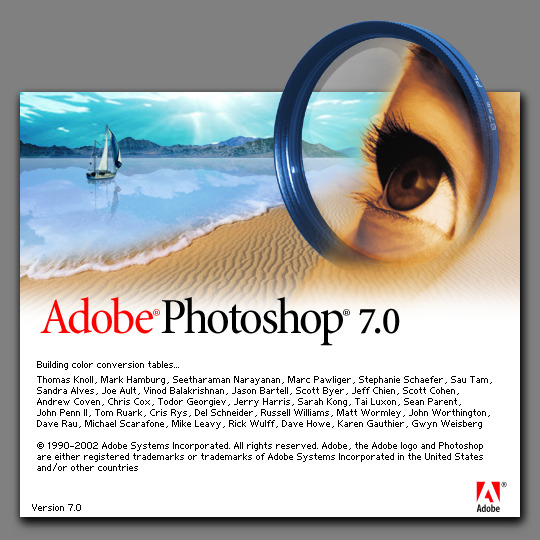 67mm PL
Adobe® Photoshop® 7.0
Building color conversion tables...
Thomas Knoll, Mark Hamburg, Seetharaman Narayanan, Marc Pawliger, Stephanie Schaefer, Sau Tam,
Sandra Alves, Joe Ault, Vinod Balakrishnan, Jason Bartell, Scott Byer, Jeff Chien, Scott Cohen,
Andrew Coven, Chris Cox, Todor Georgiev, Jerry Harris, Sarah Kong, Tai Luxon, Sean Parent,
John Penn II, Tom Ruark, Cris Rys, Del Schneider, Russell Williams, Matt Wormley, John Worthington,
Dave Rau, Michael Scarafone, Mike Leavy, Rick Wulff, Dave Howe, Karen Gauthier, Gwyn Weisberg
© 1990-2002 Adobe Systems Incorporated. All rights reserved. Adobe, the Adobe logo and Photoshop
are either registered trademarks or trademarks of Adobe Systems Incorporated in the United States
and/or other countries
Version 7.0
Adobe®